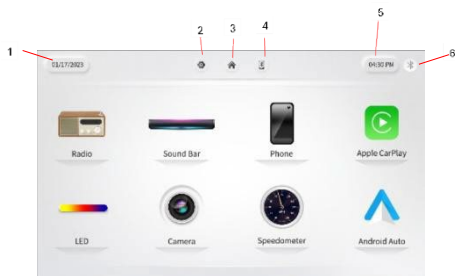 1 2 3 4 5 6
01/17/2023 04:30 PM
Radio Sound Bar Phone Apple CarPlay
LED Camera Speedometer Android Auto